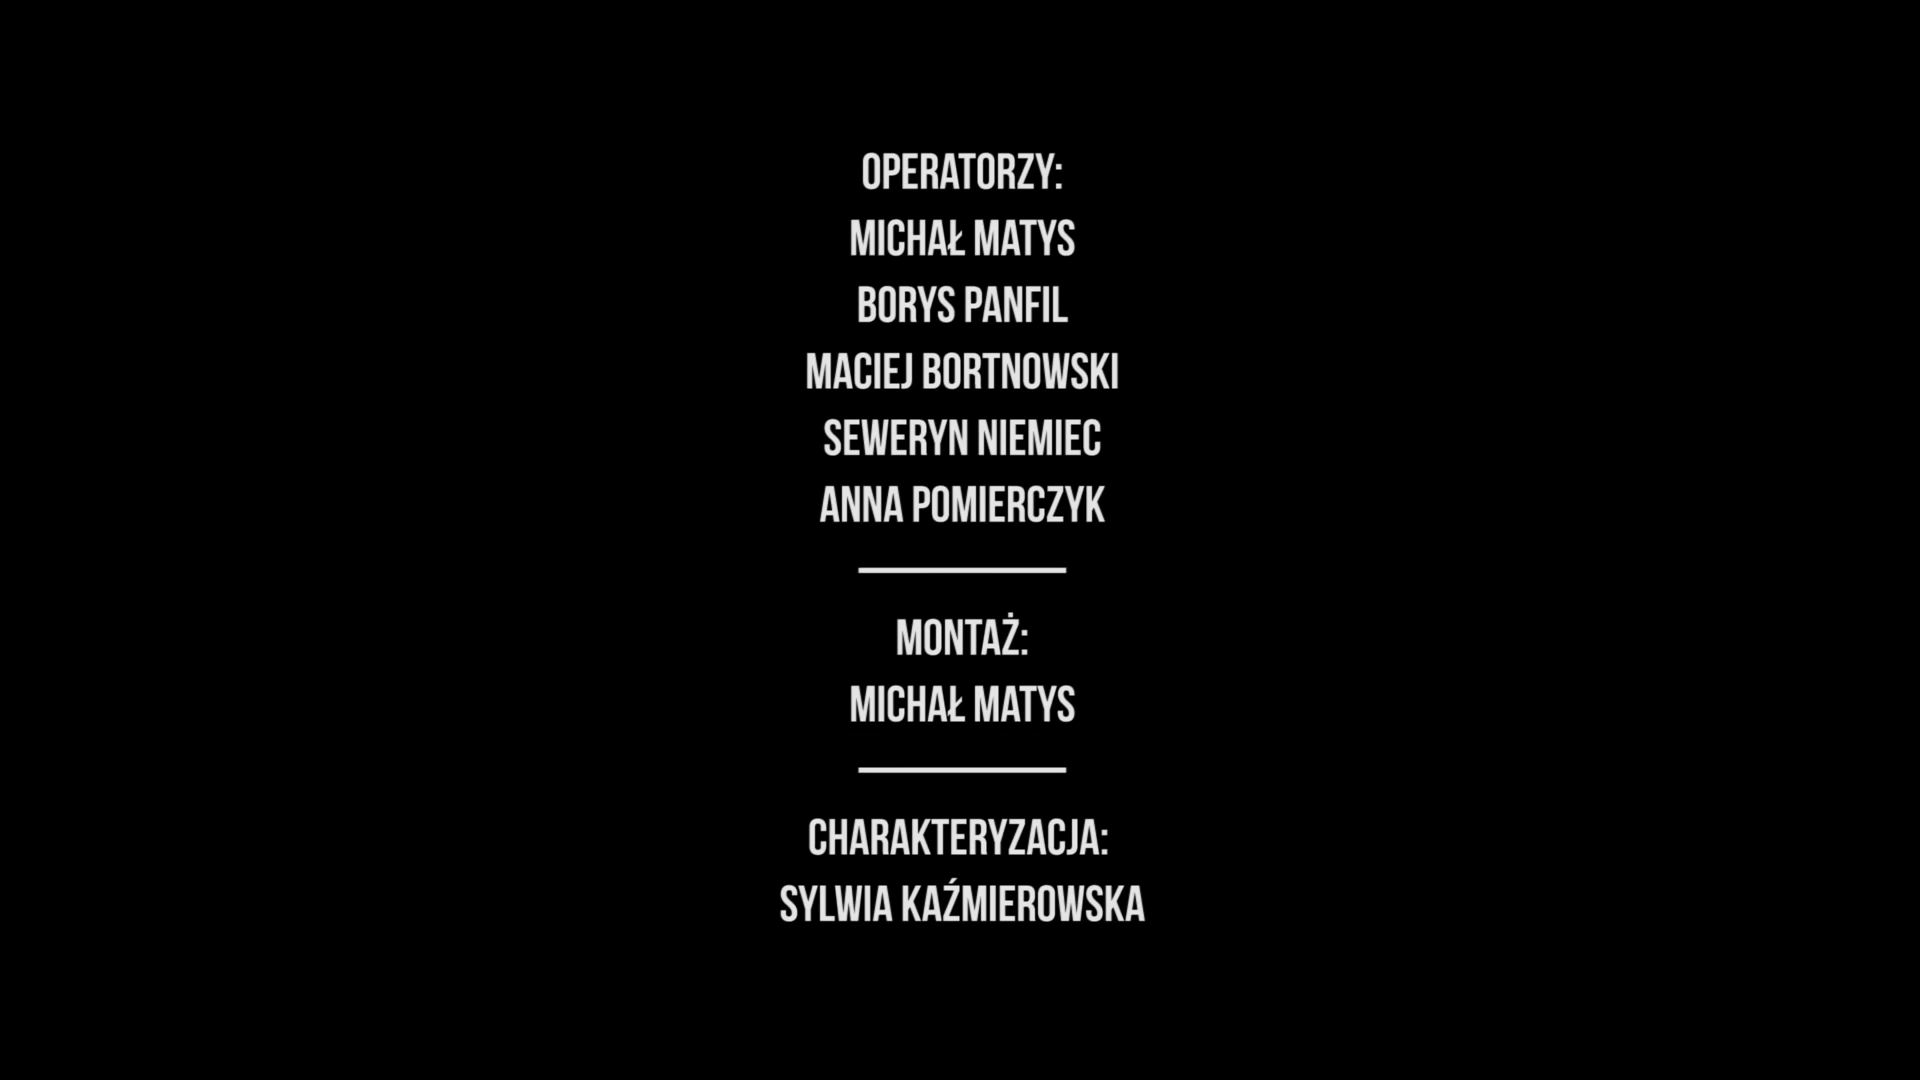 OPERATORZY:
MICHAŁ MATYS
BORYS PANFIL
MACIEJ BORTNOWSKI
SEWERYN NIEMIEC
ANNA POMIERCZYK
MONTAŻ:
MICHAŁ MATYS
CHARAKTERYZACJA:
SYLWIA KAŹMIEROWSKA